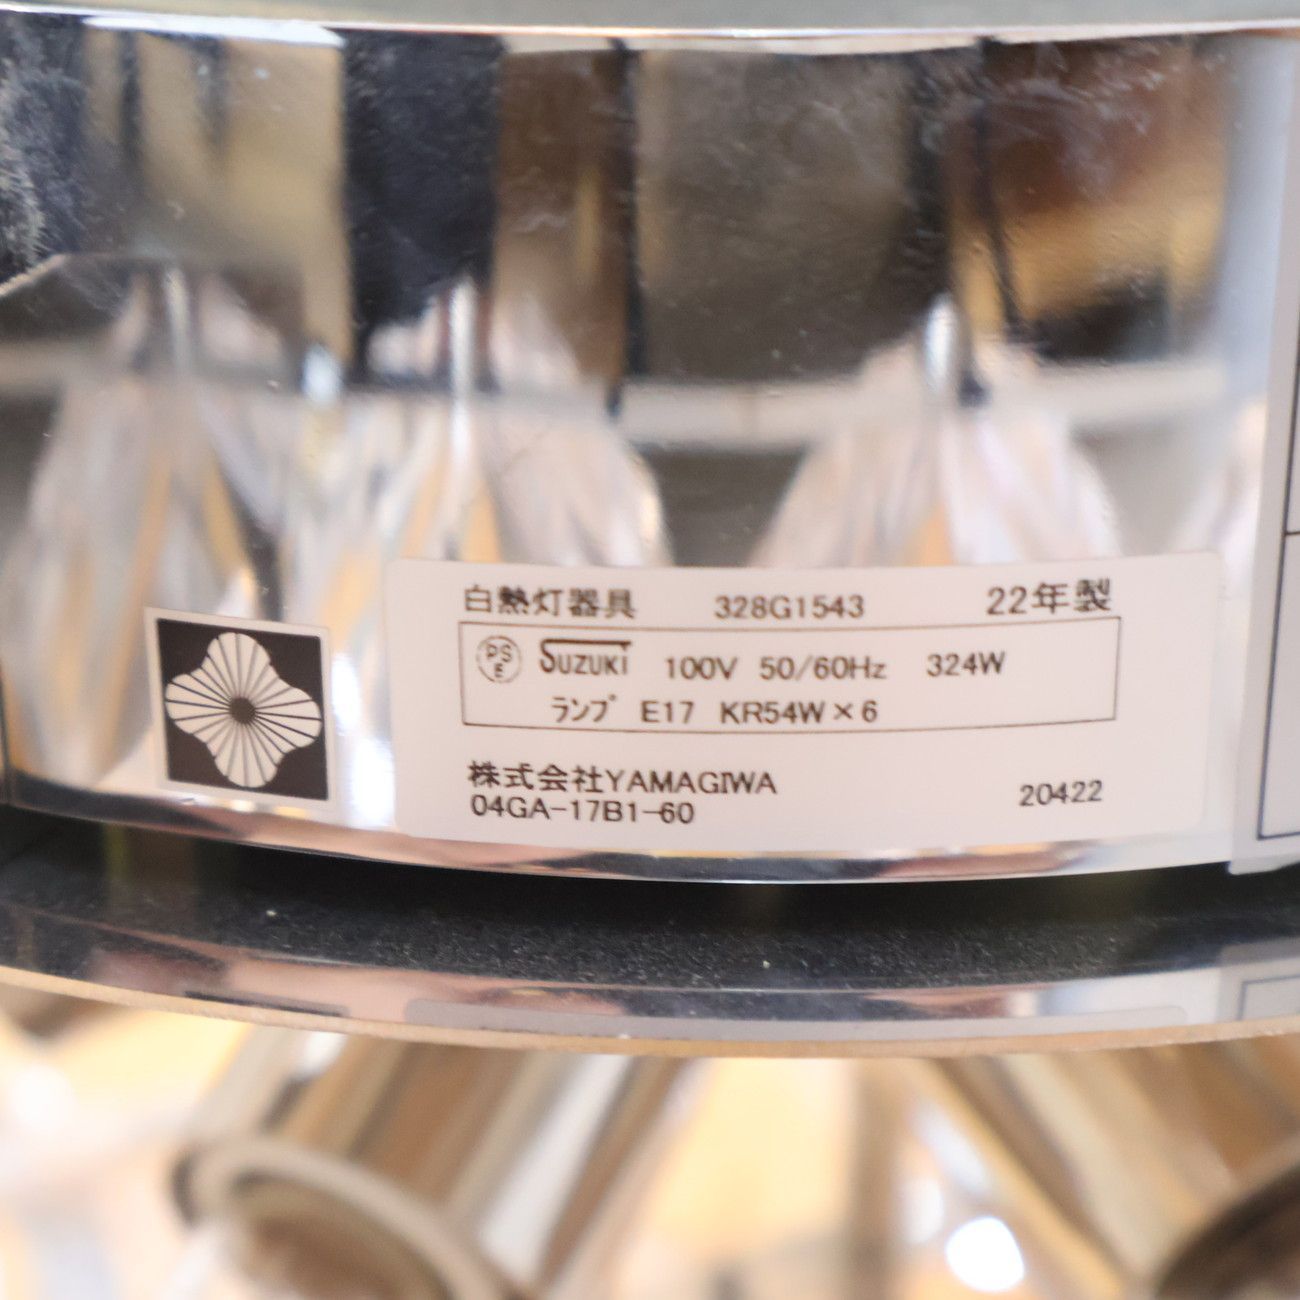 白熱灯器具 328G1543 22年製
PSE SUZUKI 100V 50/60Hz 324W
ランプ E17 KR54W×6
株式会社YAMAGIWA
04GA-17B1-60 20422